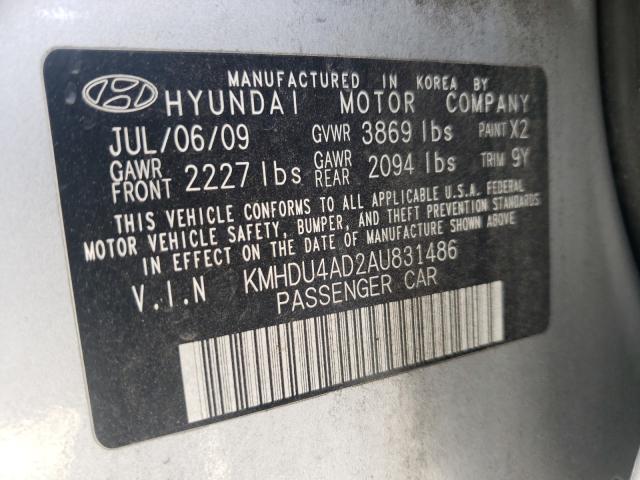 MANUFACTURED IN KOREA BY
HYUNDAI MOTOR COMPANY
JUL/06/09 GVWR 3869 lbs PAINT X2
GAWR FRONT 2227 lbs GAWR REAR 2094 lbs TRIM 9Y
THIS VEHICLE CONFORMS TO ALL APPLICABLE U.S.A. FEDERAL
MOTOR VEHICLE SAFETY, BUMPER, AND THEFT PREVENTION STANDARDS
IN EFFECT ON THE DATE OF MANUFACTURE SHOWN ABOVE
V.I.N KMHDU4AD2AU831486
PASSENGER CAR